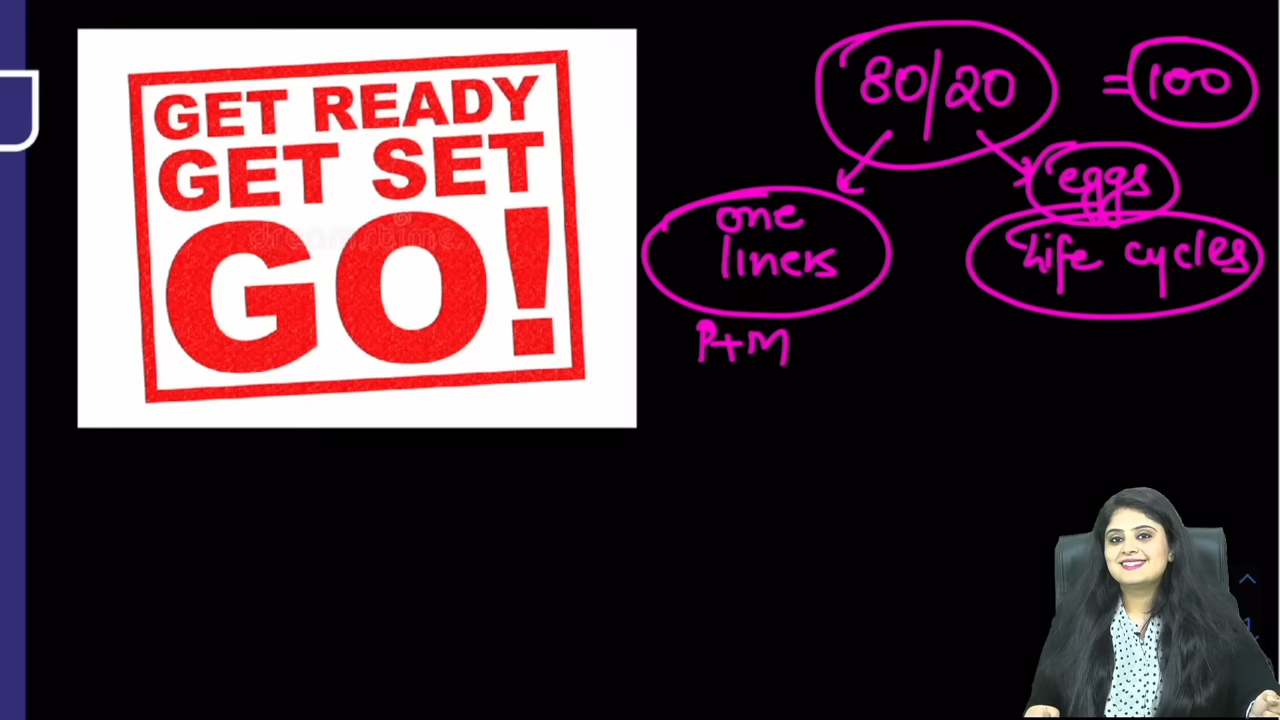 GET READY
GET SET
GO!
80/20 = 100
one
liners
P+M
eggs
Life cycles